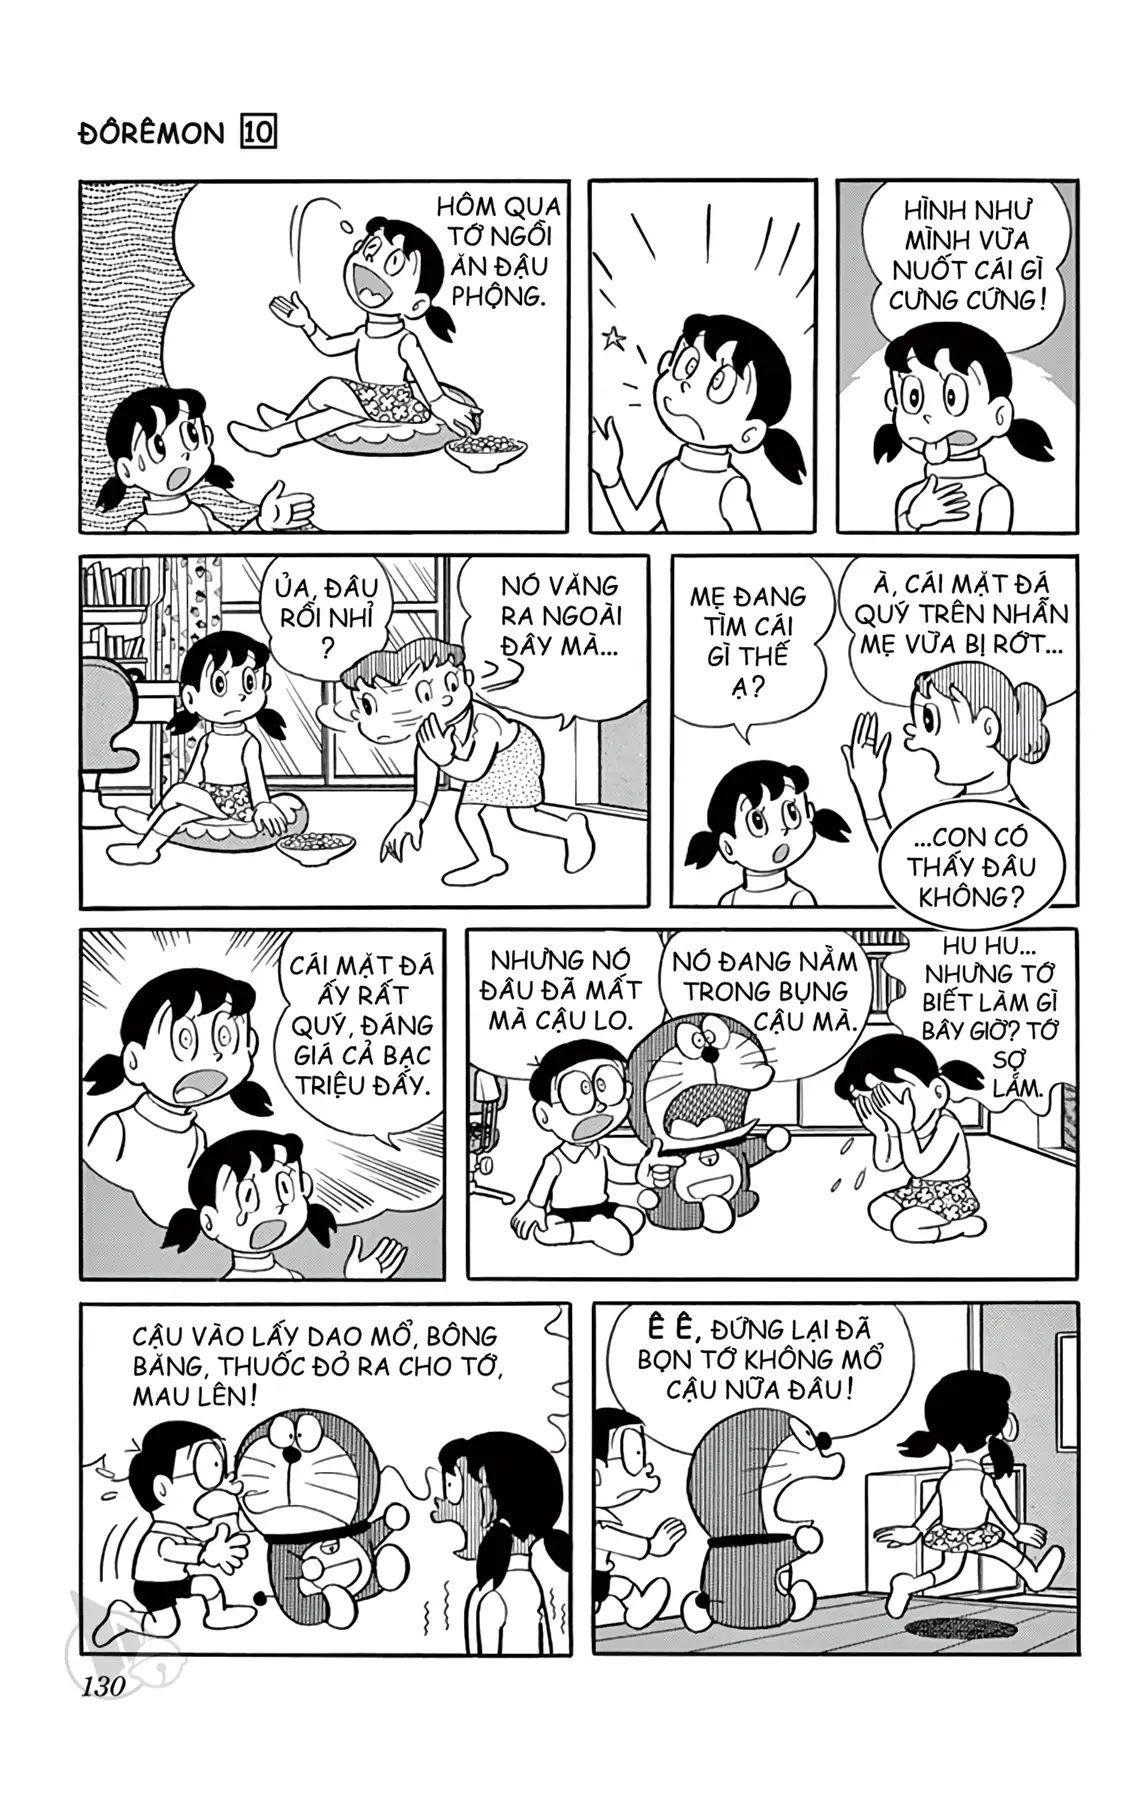 ĐÔRÊMON 10
HÔM QUA
TỚ NGỒI
ĂN ĐẬU
PHỘNG.
HÌNH NHƯ
MÌNH VỪA
NUỐT CÁI GÌ
CƯNG CỨNG!
ỦA, ĐÂU
RỒI NHỈ
?
NÓ VĂNG
RA NGOÀI
ĐÂY MÀ...
MẸ ĐANG
TÌM CÁI
GÌ THẾ
Ạ?
À, CÁI MẶT ĐÁ
QUÝ TRÊN NHẪN
MẸ VỪA BỊ RỚT...
...CON CÓ
THẤY ĐÂU
KHÔNG?
CÁI MẶT ĐÁ
ẤY RẤT
QUÝ, ĐÁNG
GIÁ CẢ BẠC
TRIỆU ĐẤY.
NHƯNG NÓ
ĐÂU ĐÃ MẤT
MÀ CẬU LO.
NÓ ĐANG NẰM
TRONG BỤNG
CẬU MÀ.
HU HU...
NHƯNG TỚ
BIẾT LÀM GÌ
BÂY GIỜ? TỚ
SỢ
LẮM.
CẬU VÀO LẤY DAO MỔ, BÔNG
BĂNG, THUỐC ĐỎ RA CHO TỚ,
MAU LÊN!
Ê Ê, ĐỨNG LẠI ĐÃ
BỌN TỚ KHÔNG MỔ
CẬU NỮA ĐÂU!
130